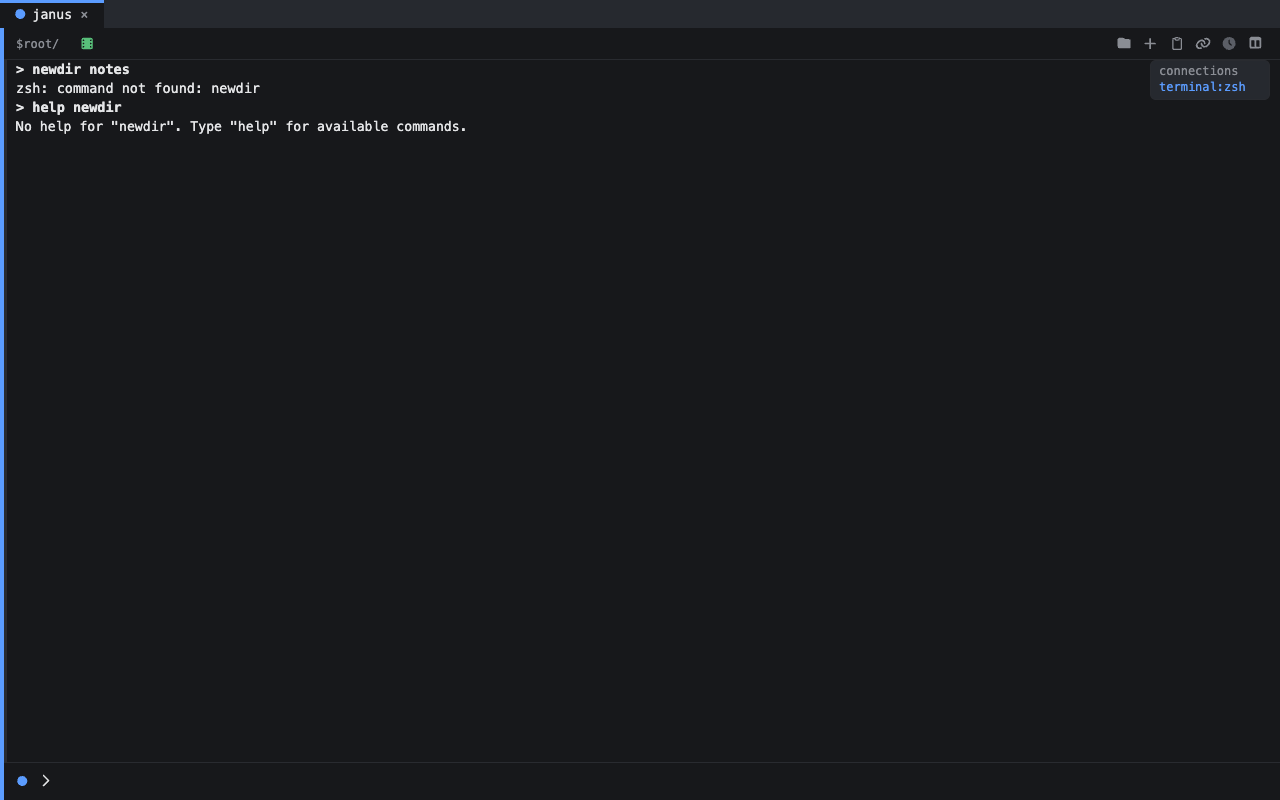 janus ×
$root/
> newdir notes
zsh: command not found: newdir
> help newdir
No help for "newdir". Type "help" for available commands.
connections
terminal:zsh